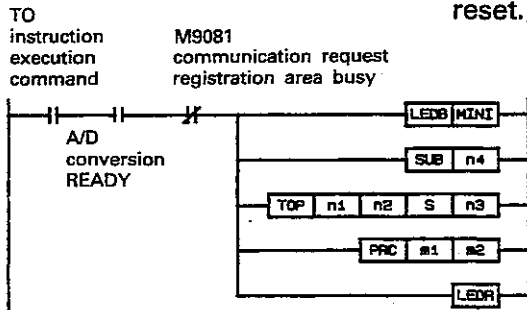 reset.
TO
instruction
execution
command
M9081
communication request
registration area busy
LEDB MINI
A/D
conversion
READY
SUB n4
TOP n1 n2 S n3
PRC m1 m2
LEDR